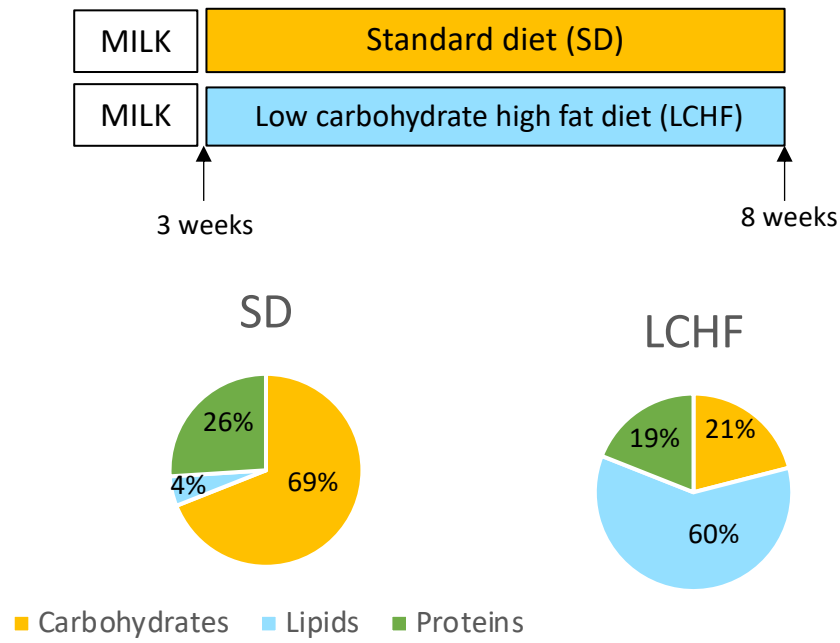 MILK Standard diet (SD)
MILK Low carbohydrate high fat diet (LCHF)
3 weeks 8 weeks
SD LCHF
26% 4% 69%
19% 21% 60%
Carbohydrates Lipids Proteins